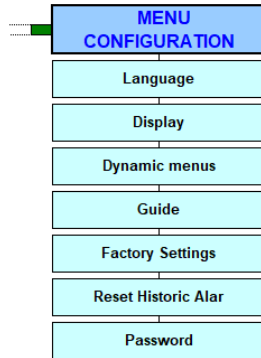 MENU
CONFIGURATION
Language
Display
Dynamic menus
Guide
Factory Settings
Reset Historic Alar
Password